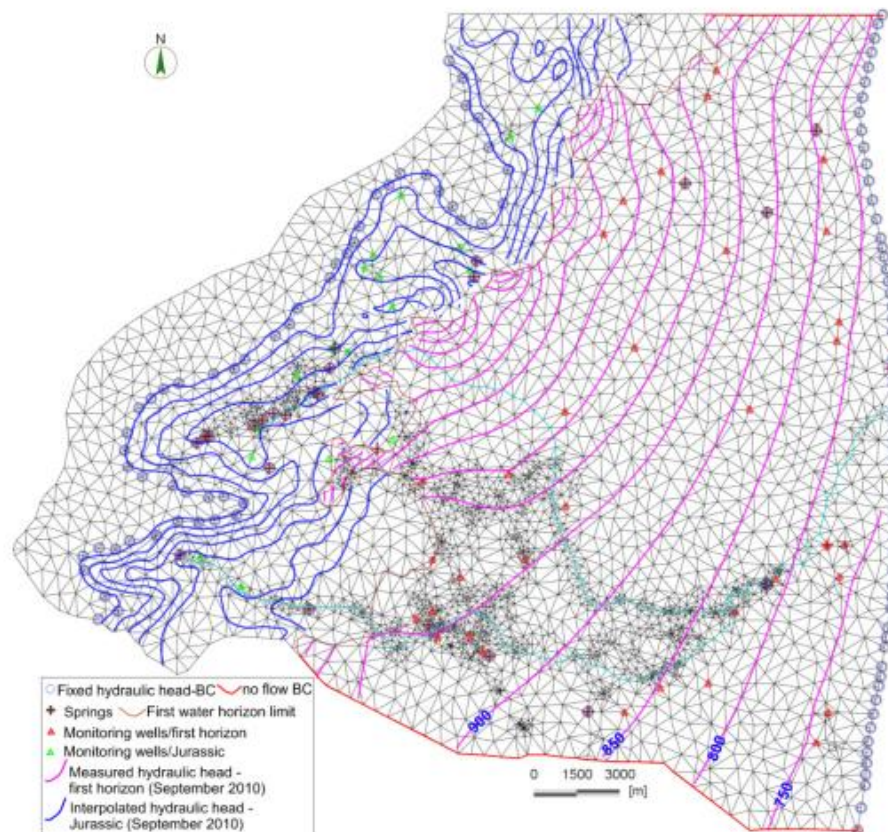 N
900
850
800
750
Fixed hydraulic head-BC no flow BC
Springs First water horizon limit
Monitoring wells/first horizon
Monitoring wells/Jurassic
Measured hydraulic head -
first horizon (September 2010)
Interpolated hydraulic head -
Jurassic (September 2010)
0 1500 3000
[m]